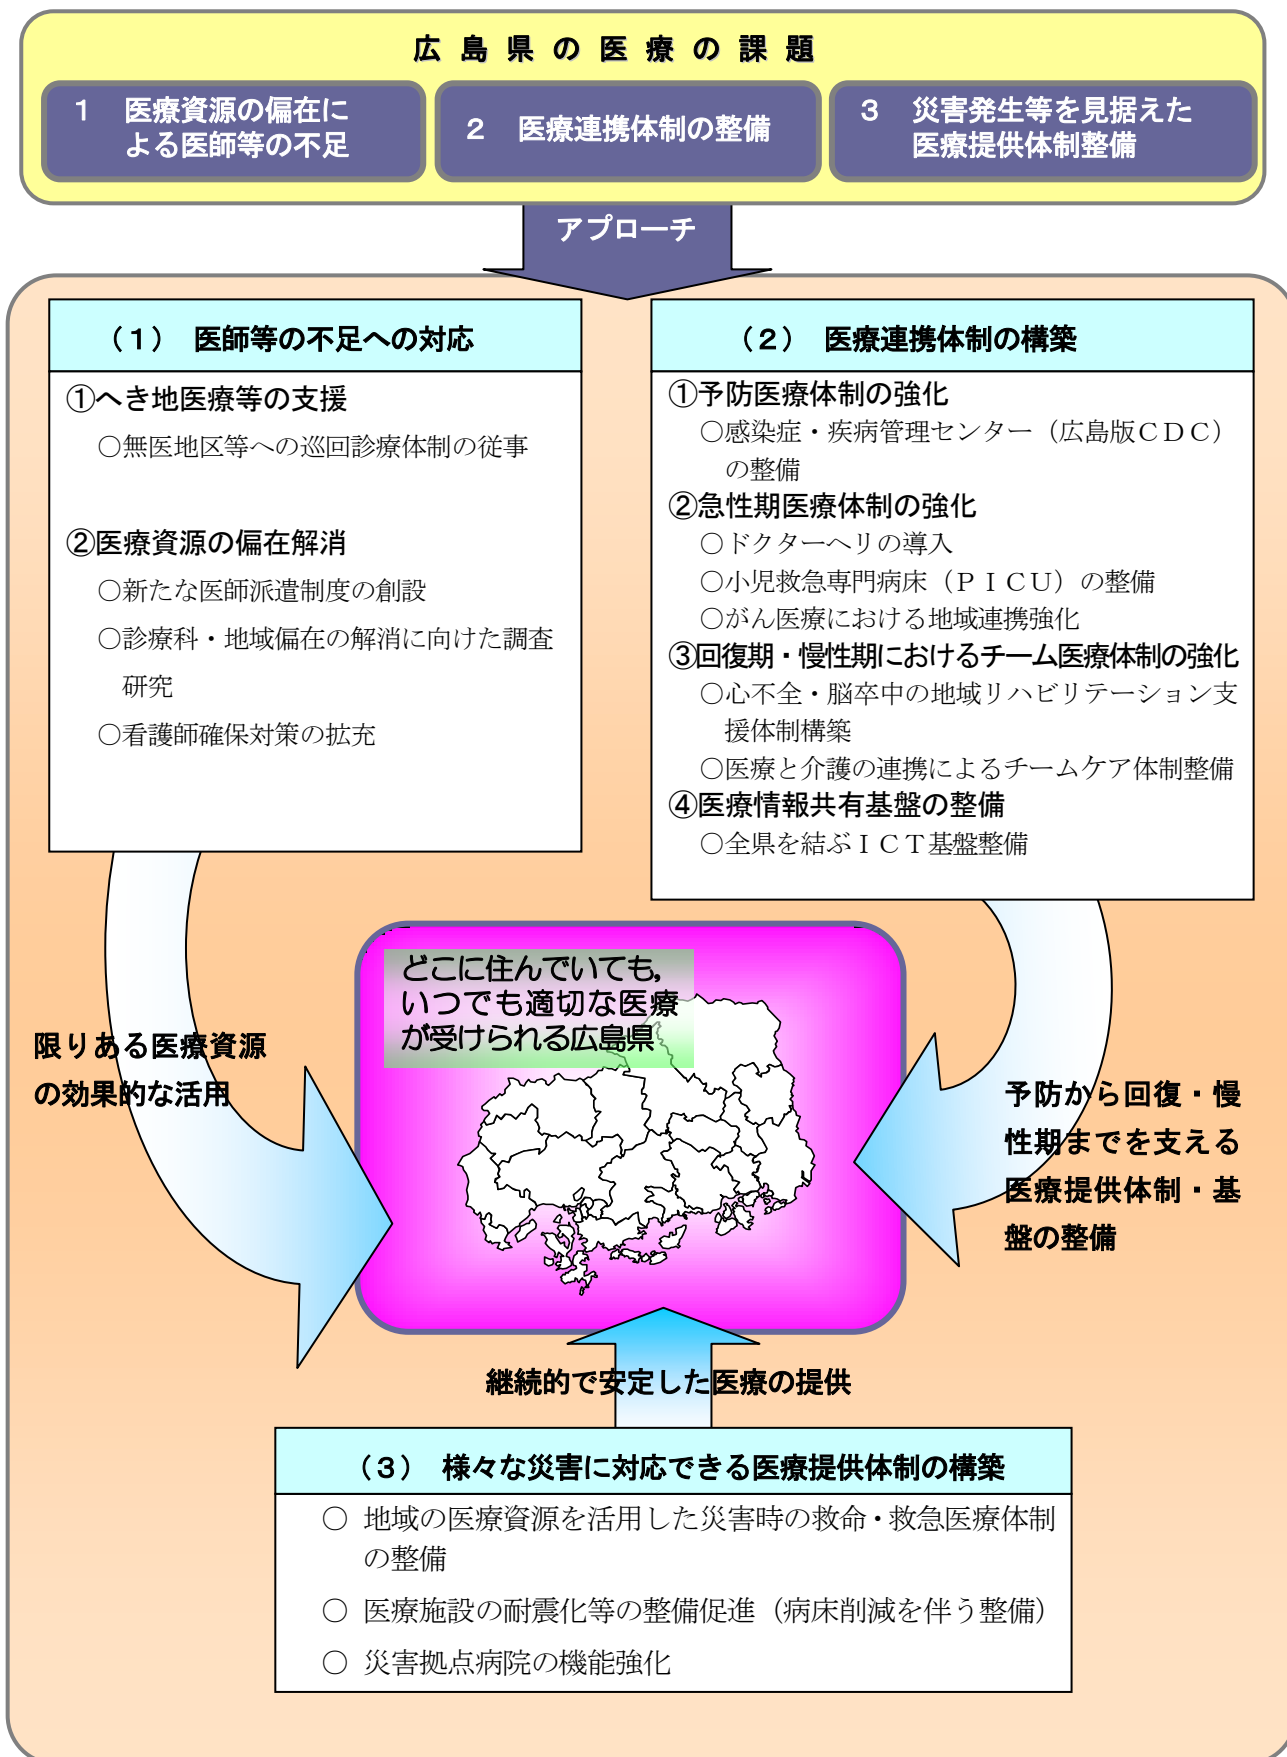 広島県の医療の課題
１　医療資源の偏在に
よる医師等の不足
２　医療連携体制の整備
３　災害発生等を見据えた
医療提供体制整備
アプローチ
（１）　医師等の不足への対応
①へき地医療等の支援
○無医地区等への巡回診療体制の従事
②医療資源の偏在解消
○新たな医師派遣制度の創設
○診療科・地域偏在の解消に向けた調査
研究
○看護師確保対策の拡充
（２）　医療連携体制の構築
①予防医療体制の強化
○感染症・疾病管理センター（広島版ＣＤＣ）
の整備
②急性期医療体制の強化
○ドクターヘリの導入
○小児救急専門病床（ＰＩＣＵ）の整備
○がん医療における地域連携強化
③回復期・慢性期におけるチーム医療体制の強化
○心不全・脳卒中の地域リハビリテーション支
援体制構築
○医療と介護の連携によるチームケア体制整備
④医療情報共有基盤の整備
○全県を結ぶＩＣＴ基盤整備
どこに住んでいても，
いつでも適切な医療
が受けられる広島県
限りある医療資源
の効果的な活用
予防から回復・慢
性期までを支える
医療提供体制・基
盤の整備
継続的で安定した医療の提供
（３）　様々な災害に対応できる医療提供体制の構築
○ 地域の医療資源を活用した災害時の救命・救急医療体制
の整備
○ 医療施設の耐震化等の整備促進（病床削減を伴う整備）
○ 災害拠点病院の機能強化